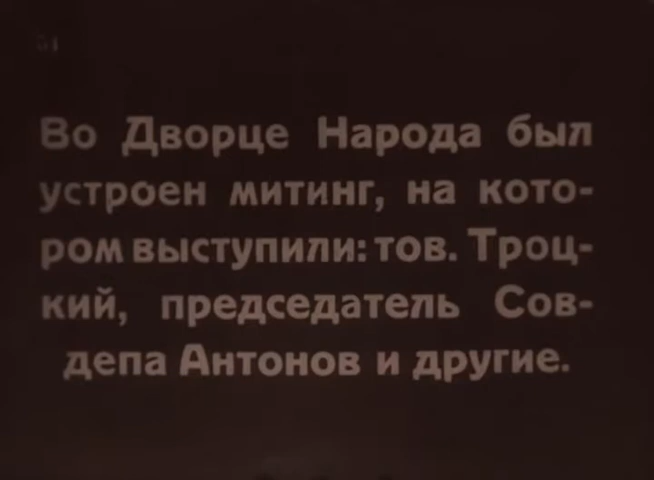 Во Дворце Народа был
устроен митинг, на кото-
ром выступили: тов. Троц-
кий, председатель Сов-
депа Антонов и другие.